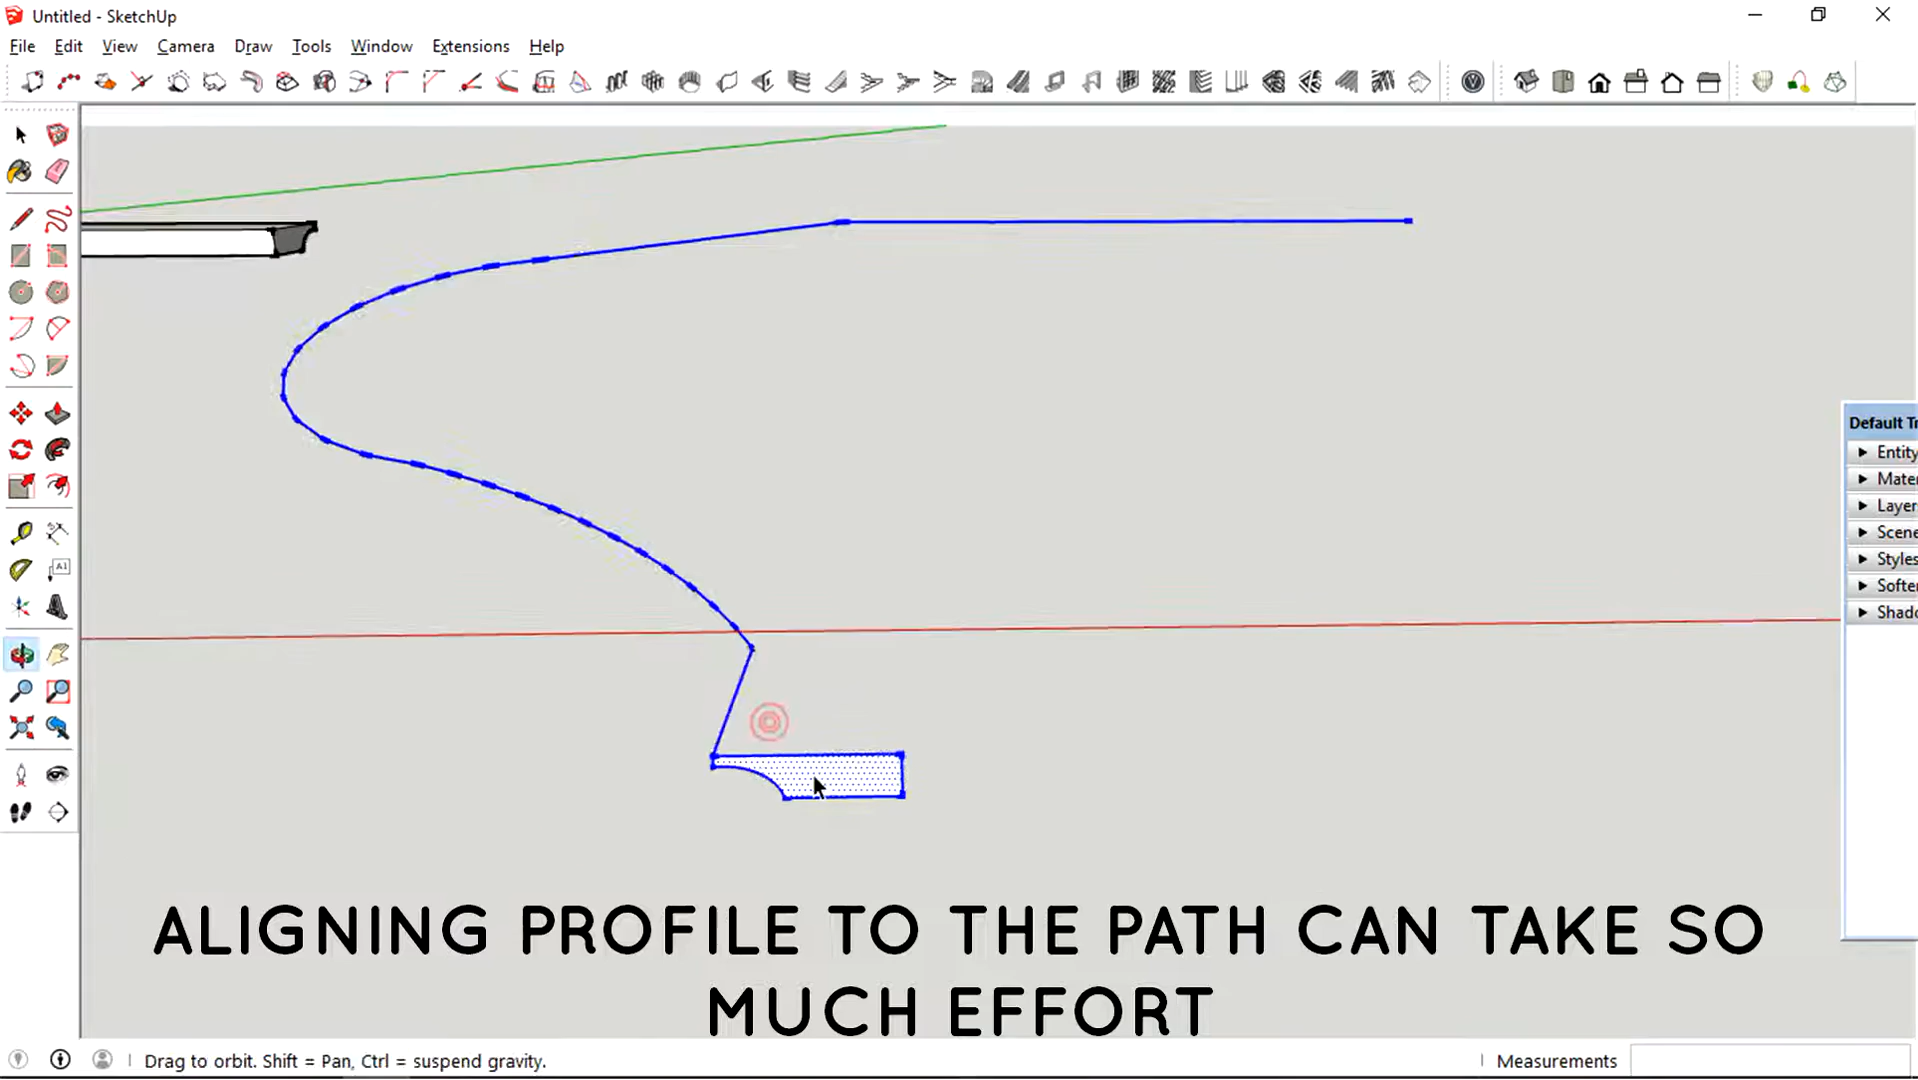 Untitled - SketchUp
File Edit View Camera Draw Tools Window Extensions Help
Default Tr
Entity
Mater
Layer
Scene
Styles
Softe
Shado
A1
ALIGNING PROFILE TO THE PATH CAN TAKE SO
MUCH EFFORT
Drag to orbit. Shift = Pan, Ctrl = suspend gravity.
Measurements